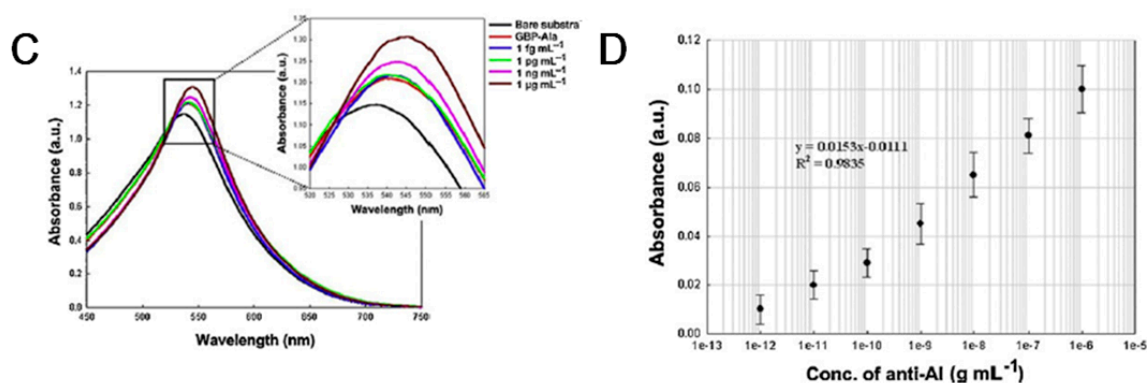 C
Absorbance (a.u.)
1.4
1.2
1.0
0.8
0.6
0.4
0.2
0.0
450
500
550
600
650
700
750
Wavelength (nm)
Absorbance (a.u.)
1.35
1.30
1.25
1.20
1.15
1.10
1.05
1.00
0.95
520
525
530
535
540
545
550
555
560
565
Wavelength (nm)
Bare substra
GBP-Ala
1 fg mL⁻¹
1 pg mL⁻¹
1 ng mL⁻¹
1 µg mL⁻¹
D
Absorbance (a.u.)
0.12
0.10
0.08
0.06
0.04
0.02
0.00
y = 0.0153x-0.0111
R² = 0.9835
1e-13
1e-12
1e-11
1e-10
1e-9
1e-8
1e-7
1e-6
1e-5
Conc. of anti-AI (g mL⁻¹)